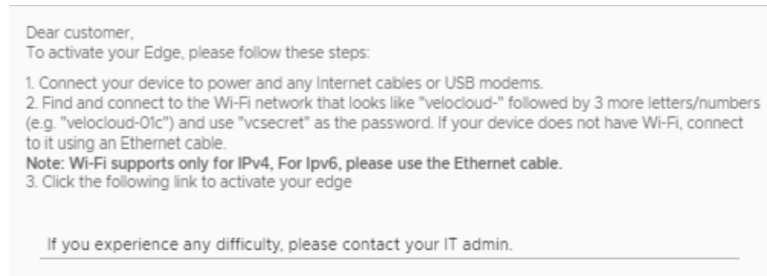 Dear customer,
To activate your Edge, please follow these steps:
1. Connect your device to power and any Internet cables or USB modems.
2. Find and connect to the Wi-Fi network that looks like "velocloud-" followed by 3 more letters/numbers
(e.g. "velocloud-01c") and use "vcsecret" as the password. If your device does not have Wi-Fi, connect
to it using an Ethernet cable.
Note: Wi-Fi supports only for IPv4, For Ipv6, please use the Ethernet cable.
3. Click the following link to activate your edge
If you experience any difficulty, please contact your IT admin.